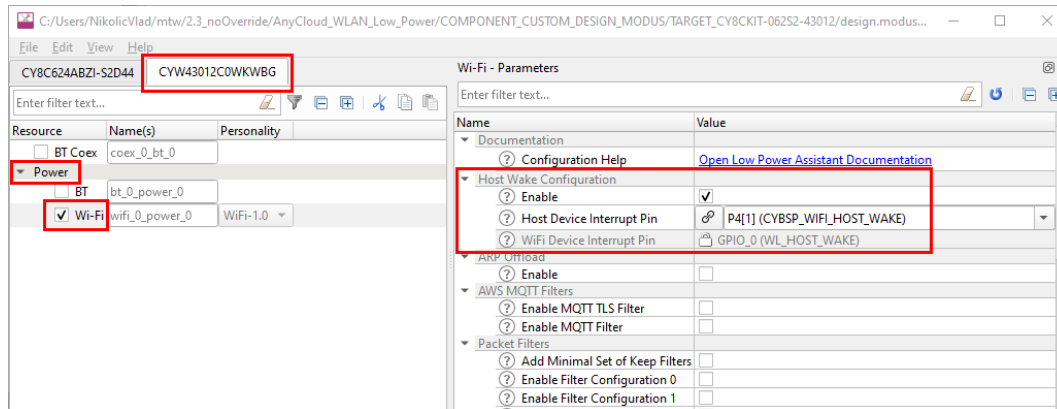 C:/Users/NikolicVlad/mtw/2.3_noOverride/AnyCloud_WLAN_Low_Power/COMPONENT_CUSTOM_DESIGN_MODUS/TARGET_CY8CKIT-062S2-43012/design.modus...
File Edit View Help
CY8C624ABZI-S2D44 CYW43012C0WKWBG
Enter filter text...
Resource Name(s) Personality
BT Coex coex_0_bt_0
Power
BT bt_0_power_0
Wi-Fi wifi_0_power_0 WiFi-1.0
Wi-Fi - Parameters
Enter filter text...
Name Value
Documentation
Configuration Help Open Low Power Assistant Documentation
Host Wake Configuration
Enable
Host Device Interrupt Pin P4[1] (CYBSP_WIFI_HOST_WAKE)
WiFi Device Interrupt Pin GPIO_0 (WL_HOST_WAKE)
ARP Offload
Enable
AWS MQTT Filters
Enable MQTT TLS Filter
Enable MQTT Filter
Packet Filters
Add Minimal Set of Keep Filters
Enable Filter Configuration 0
Enable Filter Configuration 1